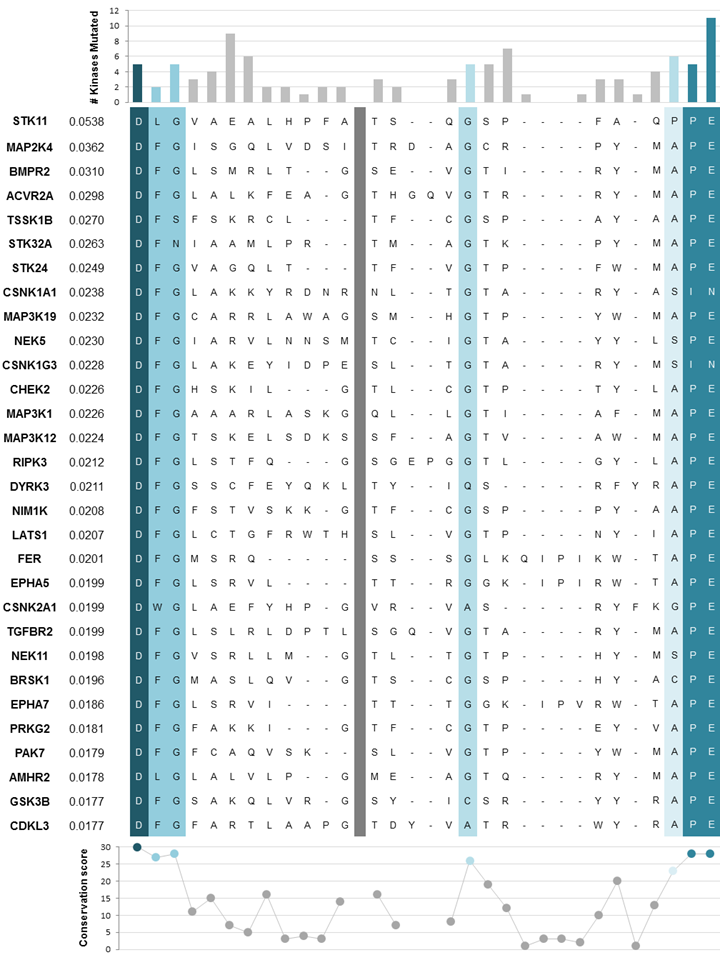 # Kinases Mutated
12
10
8
6
4
2
0
STK11 0.0538 D L G V A E A L H P F A T S - - Q G S P - - - - F A - Q P P E
MAP2K4 0.0362 D F G I S G Q L V D S I T R D - A G C R - - - - P Y - M A P E
BMPR2 0.0310 D F G L S M R L T - - G S E - - V G T I - - - - R Y - M A P E
ACVR2A 0.0298 D F G L A L K F E A - G T H G Q V G T R - - - - R Y - M A P E
TSSK1B 0.0270 D F S F S K R C L - - - T F - - C G S P - - - - A Y - A A P E
STK32A 0.0263 D F N I A A M L P R - - T M - - A G T K - - - - P Y - M A P E
STK24 0.0249 D F G V A G Q L T - - - T F - - V G T P - - - - F W - M A P E
CSNK1A1 0.0238 D F G L A K K Y R D N R N L - - T G T A - - - - R Y - A S I N
MAP3K19 0.0232 D F G C A R R L A W A G S M - - H G T P - - - - Y W - M A P E
NEK5 0.0230 D F G I A R V L N N S M T C - - I G T A - - - - Y Y - L S P E
CSNK1G3 0.0228 D F G L A K E Y I D P E S L - - T G T A - - - - R Y - M S I N
CHEK2 0.0226 D F G H S K I L - - - G T L - - C G T P - - - - T Y - L A P E
MAP3K1 0.0226 D F G A A A R L A S K G Q L - - L G T I - - - - A F - M A P E
MAP3K12 0.0224 D F G T S K E L S D K S S F - - A G T V - - - - A W - M A P E
RIPK3 0.0212 D F G L S T F Q - - - G S G E P G G T L - - - - G Y - L A P E
DYRK3 0.0211 D F G S S C F E Y Q K L T Y - - I Q S - - - - - R F Y R A P E
NIM1K 0.0208 D F G F S T V S K K - G T F - - C G S P - - - - P Y - A A P E
LATS1 0.0207 D F G L C T G F R W T H S L - - V G T P - - - - N Y - I A P E
FER 0.0201 D F G M S R Q - - - - - S S - - S G L K Q I P I K W - T A P E
EPHA5 0.0199 D F G L S R V L - - - - T T - - R G G K - I P I R W - T A P E
CSNK2A1 0.0199 D W G L A E F Y H P - G V R - - V A S - - - - - R Y F K G P E
TGFBR2 0.0199 D F G L S L R L D P T L S G Q - V G T A - - - - R Y - M A P E
NEK11 0.0198 D F G V S R L L M - - G T L - - T G T P - - - - H Y - M S P E
BRSK1 0.0196 D F G M A S L Q V - - G S - - - C G S P - - - - H Y - A C P E
EPHA7 0.0186 D F G L S R V I - - - - T T - - T G G K - I P V R W - T A P E
PRKG2 0.0181 D F G F A K K I - - - G T F - - C G T P - - - - E Y - V A P E
PAK7 0.0179 D F G F C A Q V S K - - S L - - V G T P - - - - Y W - M A P E
AMHR2 0.0178 D L G L A L V L P - - G M E - - A G T Q - - - - R Y - M A P E
GSK3B 0.0177 D F G S A K Q L V R - G S Y - - I C S R - - - - Y Y - R A P E
CDKL3 0.0177 D F G F A R T L A A P G T D Y - V A T R - - - - W Y - R A P E
Conservation score
30
25
20
15
10
5
0